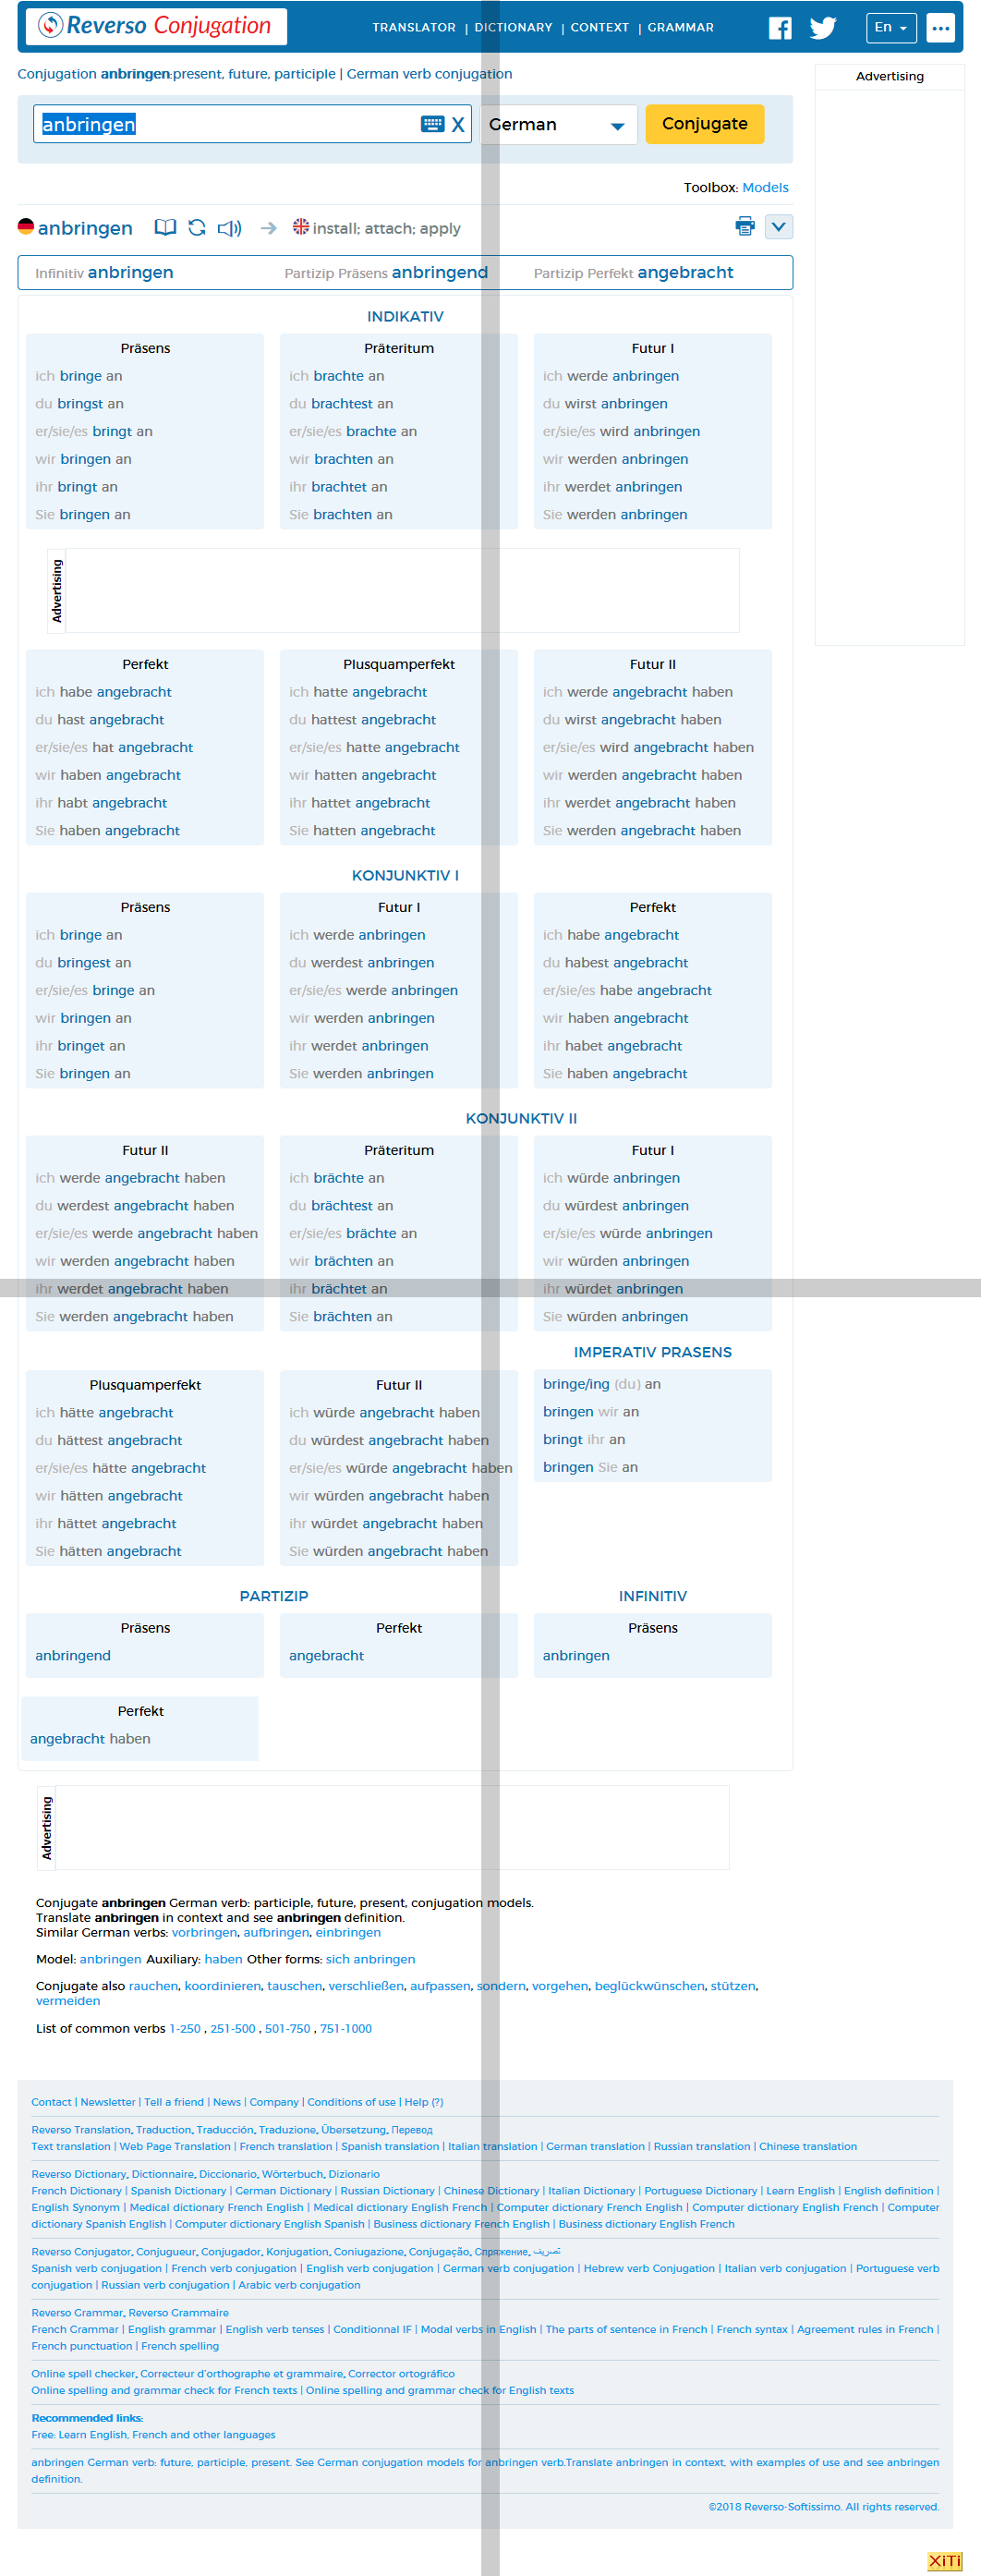 Reverso Conjugation
TRANSLATOR | DICTIONARY | CONTEXT | GRAMMAR
En
Conjugation anbringen:present, future, participle | German verb conjugation
Advertising
anbringen X German Conjugate
Toolbox: Models
anbringen install; attach; apply
Infinitiv anbringen Partizip Präsens anbringend Partizip Perfekt angebracht
INDIKATIV
Präsens
ich bringe an
du bringst an
er/sie/es bringt an
wir bringen an
ihr bringt an
Sie bringen an
Präteritum
ich brachte an
du brachtest an
er/sie/es brachte an
wir brachten an
ihr brachtet an
Sie brachten an
Futur I
ich werde anbringen
du wirst anbringen
er/sie/es wird anbringen
wir werden anbringen
ihr werdet anbringen
Sie werden anbringen
Advertising
Perfekt
ich habe angebracht
du hast angebracht
er/sie/es hat angebracht
wir haben angebracht
ihr habt angebracht
Sie haben angebracht
Plusquamperfekt
ich hatte angebracht
du hattest angebracht
er/sie/es hatte angebracht
wir hatten angebracht
ihr hattet angebracht
Sie hatten angebracht
Futur II
ich werde angebracht haben
du wirst angebracht haben
er/sie/es wird angebracht haben
wir werden angebracht haben
ihr werdet angebracht haben
Sie werden angebracht haben
KONJUNKTIV I
Präsens
ich bringe an
du bringest an
er/sie/es bringe an
wir bringen an
ihr bringet an
Sie bringen an
Futur I
ich werde anbringen
du werdest anbringen
er/sie/es werde anbringen
wir werden anbringen
ihr werdet anbringen
Sie werden anbringen
Perfekt
ich habe angebracht
du habest angebracht
er/sie/es habe angebracht
wir haben angebracht
ihr habet angebracht
Sie haben angebracht
KONJUNKTIV II
Futur II
ich werde angebracht haben
du werdest angebracht haben
er/sie/es werde angebracht haben
wir werden angebracht haben
ihr werdet angebracht haben
Sie werden angebracht haben
Präteritum
ich brächte an
du brächtest an
er/sie/es brächte an
wir brächten an
ihr brächtet an
Sie brächten an
Futur I
ich würde anbringen
du würdest anbringen
er/sie/es würde anbringen
wir würden anbringen
ihr würdet anbringen
Sie würden anbringen
Plusquamperfekt
ich hätte angebracht
du hättest angebracht
er/sie/es hätte angebracht
wir hätten angebracht
ihr hättet angebracht
Sie hätten angebracht
Futur II
ich würde angebracht haben
du würdest angebracht haben
er/sie/es würde angebracht haben
wir würden angebracht haben
ihr würdet angebracht haben
Sie würden angebracht haben
IMPERATIV PRASENS
bringe/ing (du) an
bringen wir an
bringt ihr an
bringen Sie an
PARTIZIP
Präsens
anbringend
Perfekt
angebracht
INFINITIV
Präsens
anbringen
Perfekt
angebracht haben
Advertising
Conjugate anbringen German verb: participle, future, present, conjugation models.
Translate anbringen in context and see anbringen definition.
Similar German verbs: vorbringen, aufbringen, einbringen
Model: anbringen Auxiliary: haben Other forms: sich anbringen
Conjugate also rauchen, koordinieren, tauschen, verschließen, aufpassen, sondern, vorgehen, beglückwünschen, stützen,
vermeiden
List of common verbs 1-250 , 251-500 , 501-750 , 751-1000
Contact | Newsletter | Tell a friend | News | Company | Conditions of use | Help (?)
Reverso Translation, Traduction, Traducción, Traduzione, Übersetzung, Перевод
Text translation | Web Page Translation | French translation | Spanish translation | Italian translation | German translation | Russian translation | Chinese translation
Reverso Dictionary, Dictionnaire, Diccionario, Wörterbuch, Dizionario
French Dictionary | Spanish Dictionary | German Dictionary | Russian Dictionary | Chinese Dictionary | Italian Dictionary | Portuguese Dictionary | Learn English | English definition |
English Synonym | Medical dictionary French English | Medical dictionary English French | Computer dictionary French English | Computer dictionary English French | Computer
dictionary Spanish English | Computer dictionary English Spanish | Business dictionary French English | Business dictionary English French
Reverso Conjugator, Conjugueur, Conjugador, Konjugation, Coniugazione, Conjugação, Спряжение, تصريف
Spanish verb conjugation | French verb conjugation | English verb conjugation | German verb conjugation | Hebrew verb Conjugation | Italian verb conjugation | Portuguese verb
conjugation | Russian verb conjugation | Arabic verb conjugation
Reverso Grammar, Reverso Grammaire
French Grammar | English grammar | English verb tenses | Conditionnal IF | Modal verbs in English | The parts of sentence in French | French syntax | Agreement rules in French |
French punctuation | French spelling
Online spell checker, Correcteur d'orthographe et grammaire, Corrector ortográfico
Online spelling and grammar check for French texts | Online spelling and grammar check for English texts
Recommended links:
Free: Learn English, French and other languages
anbringen German verb: future, participle, present. See German conjugation models for anbringen verb.Translate anbringen in context, with examples of use and see anbringen
definition.
©2018 Reverso-Softissimo. All rights reserved.
XiTi